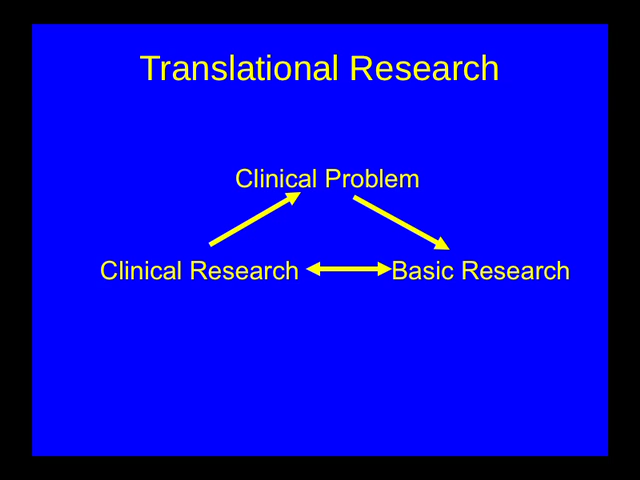 Translational Research
Clinical Problem
Clinical Research
Basic Research